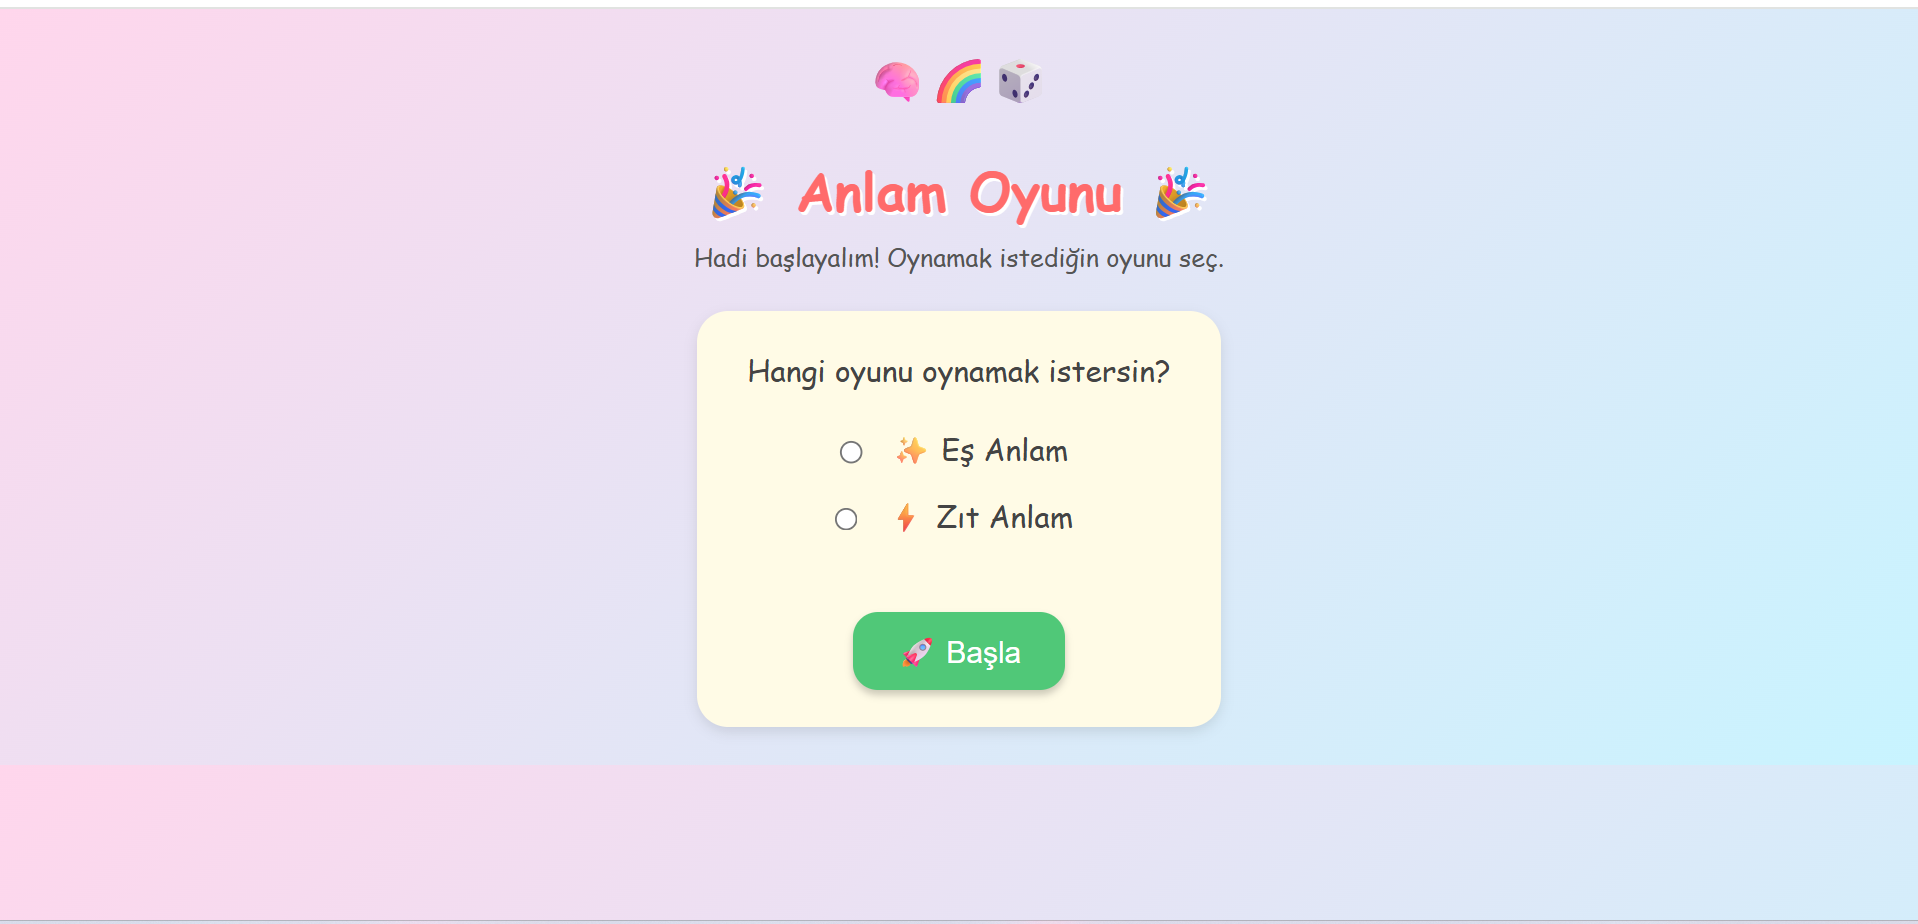 Anlam Oyunu
Hadi başlayalım! Oynamak istediğin oyunu seç.
Hangi oyunu oynamak istersin?
Eş Anlam
Zıt Anlam
Başla